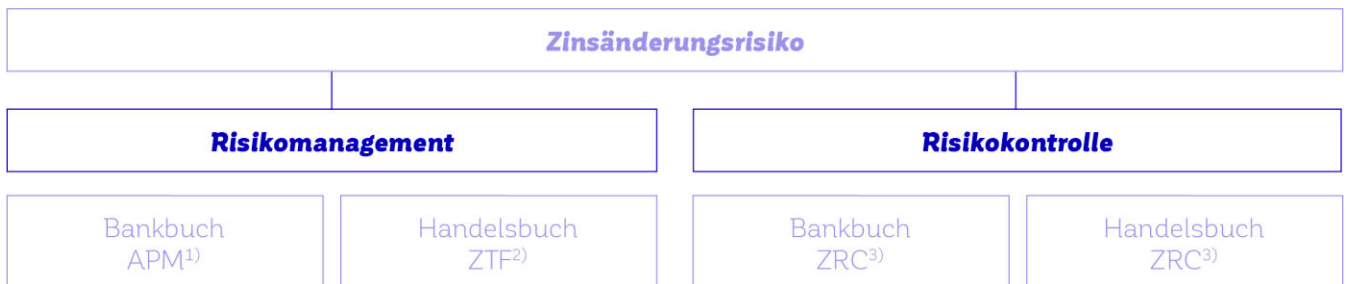 Zinsänderungsrisiko
Risikomanagement
Risikokontrolle
Bankbuch
APM¹⁾
Handelsbuch
ZTF²⁾
Bankbuch
ZRC³⁾
Handelsbuch
ZRC³⁾